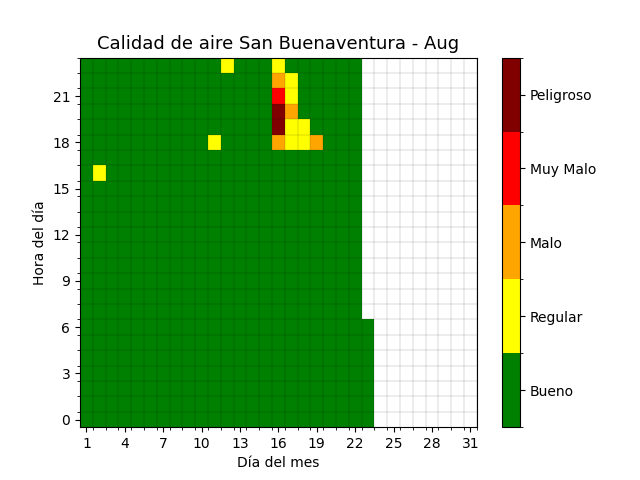 Calidad de aire San Buenaventura - Aug
Hora del día
21
18
15
12
9
6
3
0
1 4 7 10 13 16 19 22 25 28 31
Día del mes
Peligroso
Muy Malo
Malo
Regular
Bueno